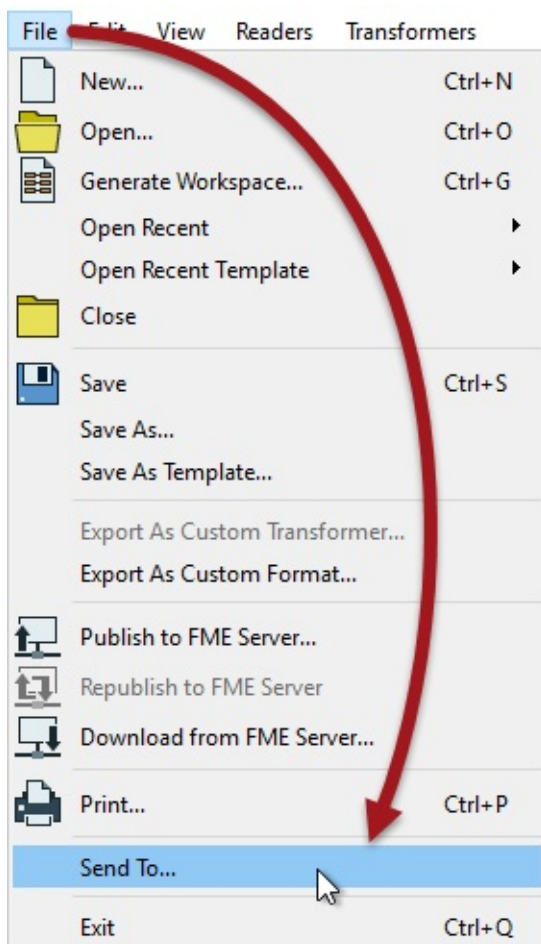 File Edit View Readers Transformers
New... Ctrl+N
Open... Ctrl+O
Generate Workspace... Ctrl+G
Open Recent
Open Recent Template
Close
Save Ctrl+S
Save As...
Save As Template...
Export As Custom Transformer...
Export As Custom Format...
Publish to FME Server...
Republish to FME Server
Download from FME Server...
Print... Ctrl+P
Send To...
Exit Ctrl+Q